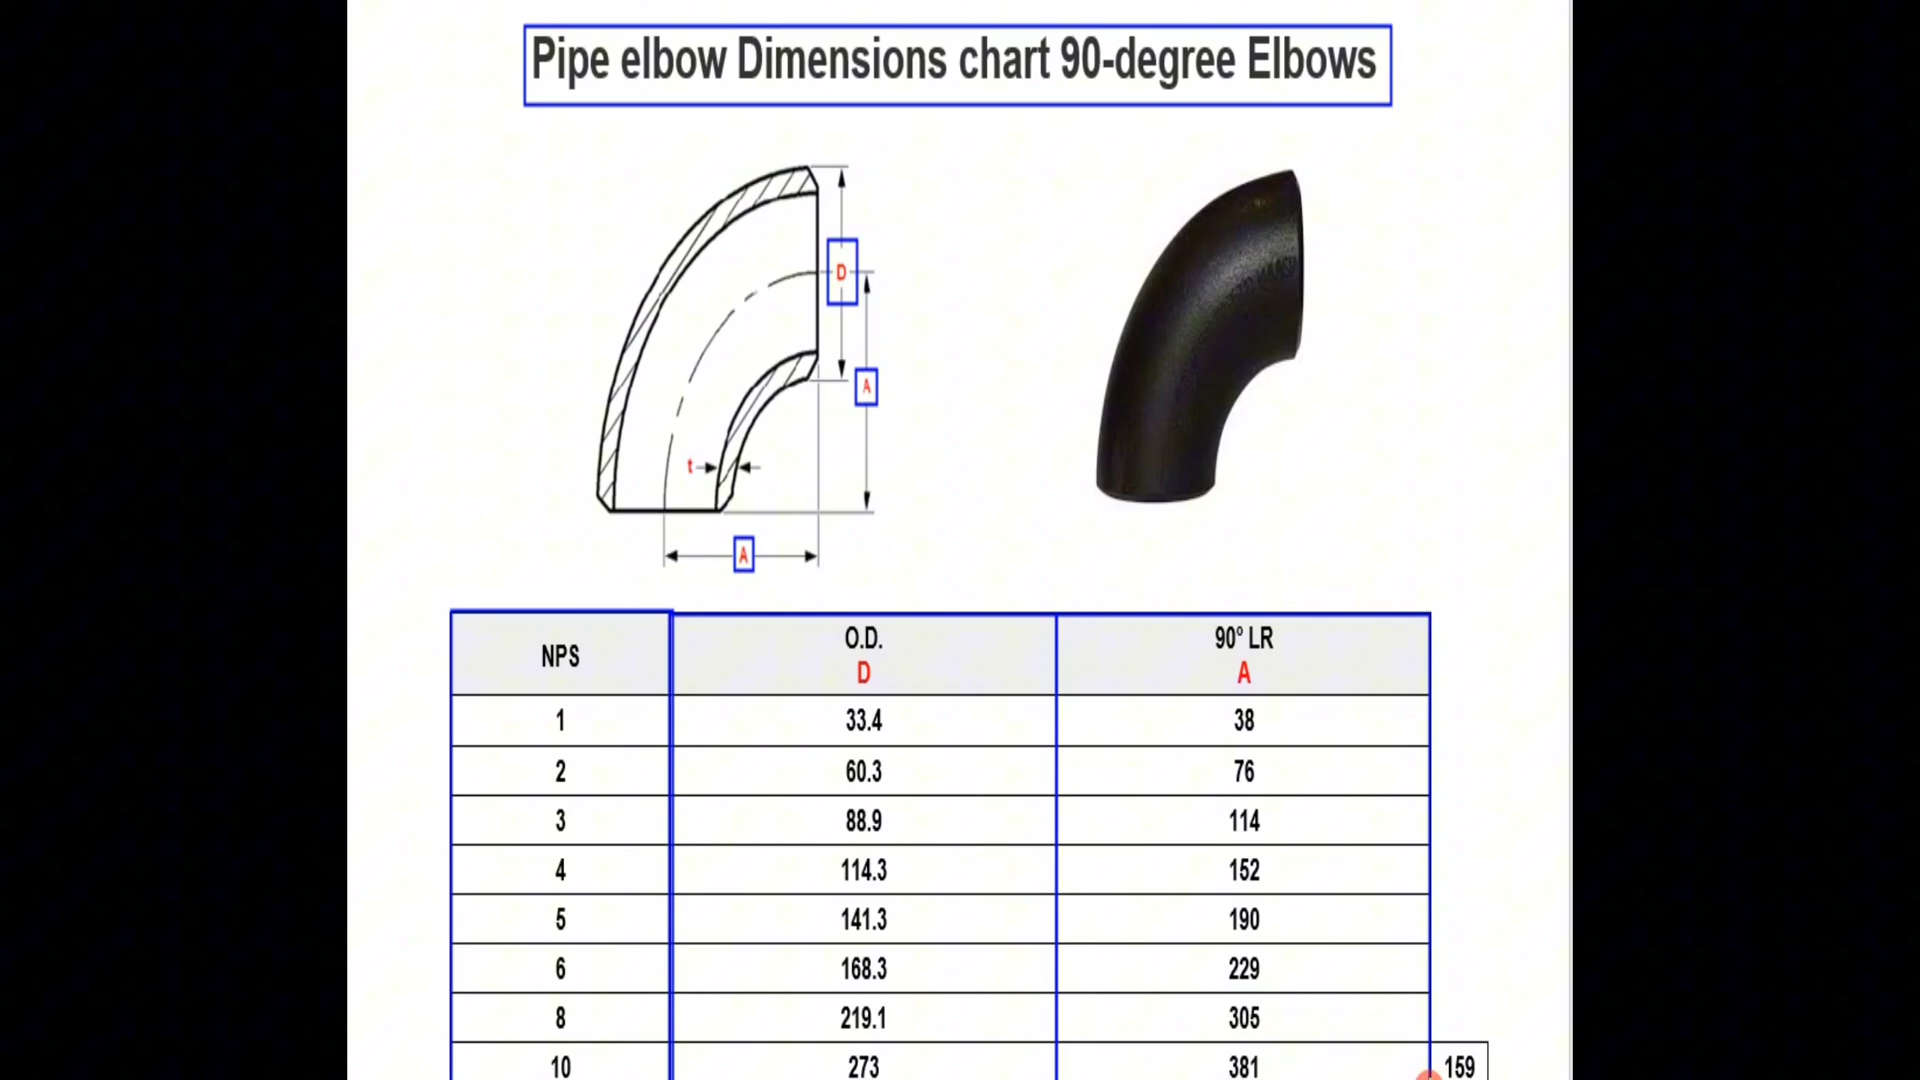 Pipe elbow Dimensions chart 90-degree Elbows
D
A
t
A
NPS O.D. D 90° LR A
1 33.4 38
2 60.3 76
3 88.9 114
4 114.3 152
5 141.3 190
6 168.3 229
8 219.1 305
10 273 381 159